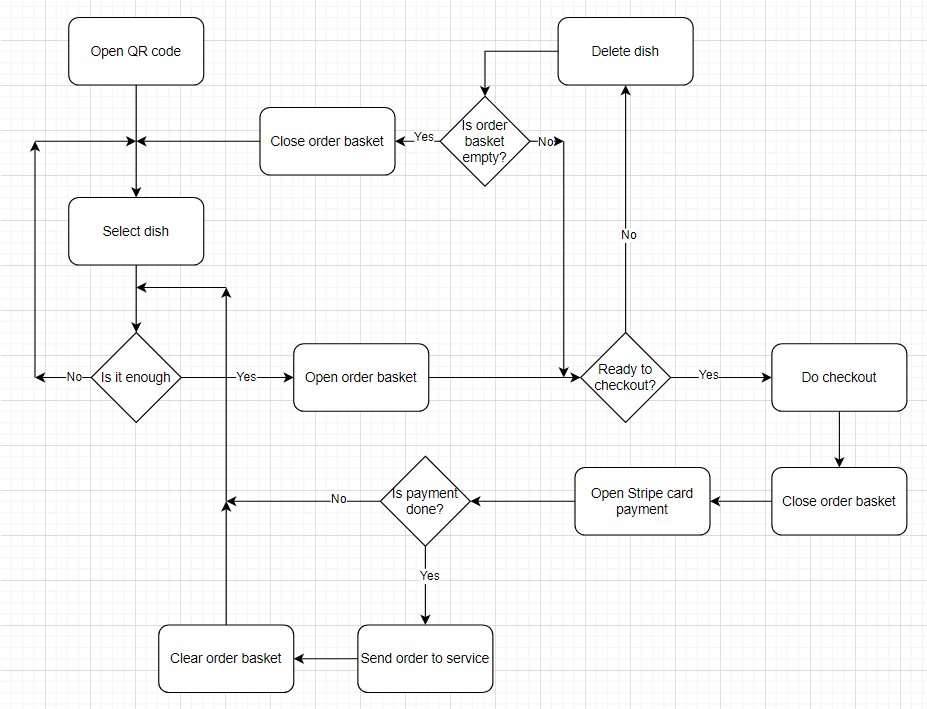 Open QR code
Delete dish
Is order
basket
empty?
Close order basket
Yes
No
Select dish
No
Is it enough
No
Yes
Open order basket
Ready to
checkout?
Yes
Do checkout
Is payment
done?
No
Open Stripe card
payment
Close order basket
Yes
Clear order basket
Send order to service